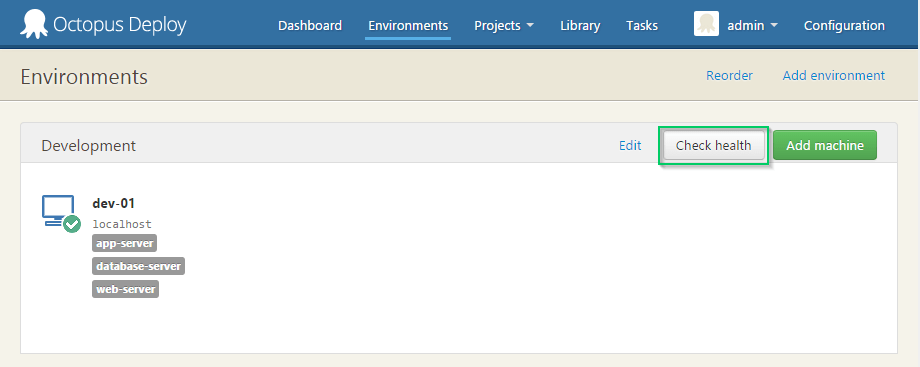 Octopus Deploy Dashboard Environments Projects Library Tasks admin Configuration
Environments Reorder Add environment
Development Edit Check health Add machine
dev-01
localhost
app-server
database-server
web-server